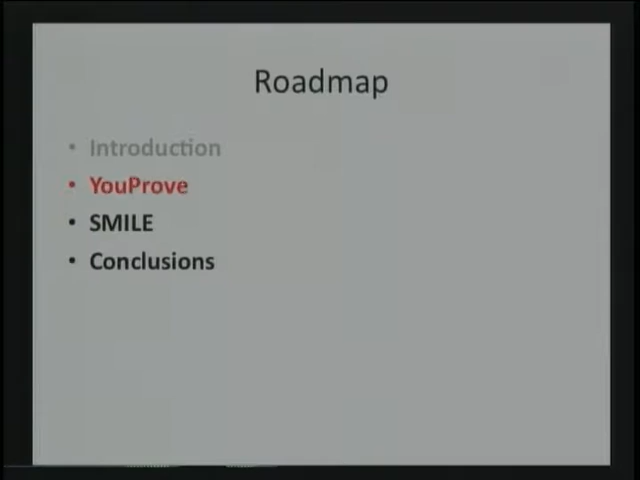 Roadmap
• Introduction
• YouProve
• SMILE
• Conclusions